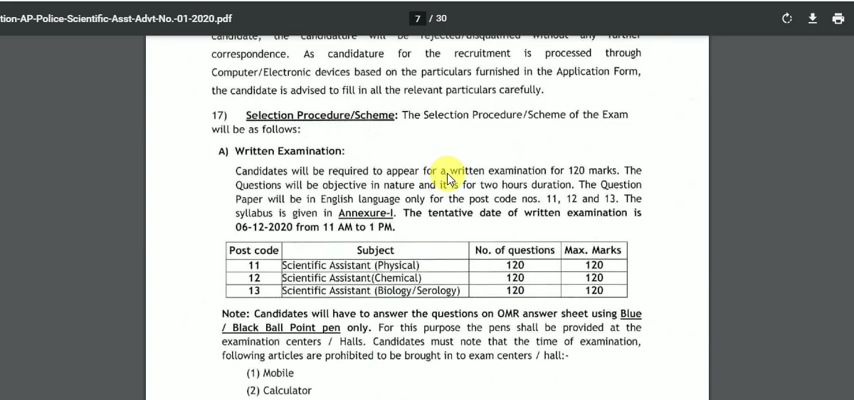 tion-AP-Police-Scientific-Asst-Advt-No.-01-2020.pdf
7 / 30
Candidate, the candidature will be rejected/disqualified without any further
correspondence. As candidature for the recruitment is processed through
Computer/Electronic devices based on the particulars furnished in the Application Form,
the candidate is advised to fill in all the relevant particulars carefully.
17) Selection Procedure/Scheme: The Selection Procedure/Scheme of the Exam
will be as follows:
A) Written Examination:
Candidates will be required to appear for a written examination for 120 marks. The
Questions will be objective in nature and it is for two hours duration. The Question
Paper will be in English language only for the post code nos. 11, 12 and 13. The
syllabus is given in Annexure-I. The tentative date of written examination is
06-12-2020 from 11 AM to 1 PM.
Post code Subject No. of questions Max. Marks
11 Scientific Assistant (Physical) 120 120
12 Scientific Assistant(Chemical) 120 120
13 Scientific Assistant (Biology/Serology) 120 120
Note: Candidates will have to answer the questions on OMR answer sheet using Blue
/ Black Ball Point pen only. For this purpose the pens shall be provided at the
examination centers / Halls. Candidates must note that the time of examination,
following articles are prohibited to be brought in to exam centers / hall:-
(1) Mobile
(2) Calculator